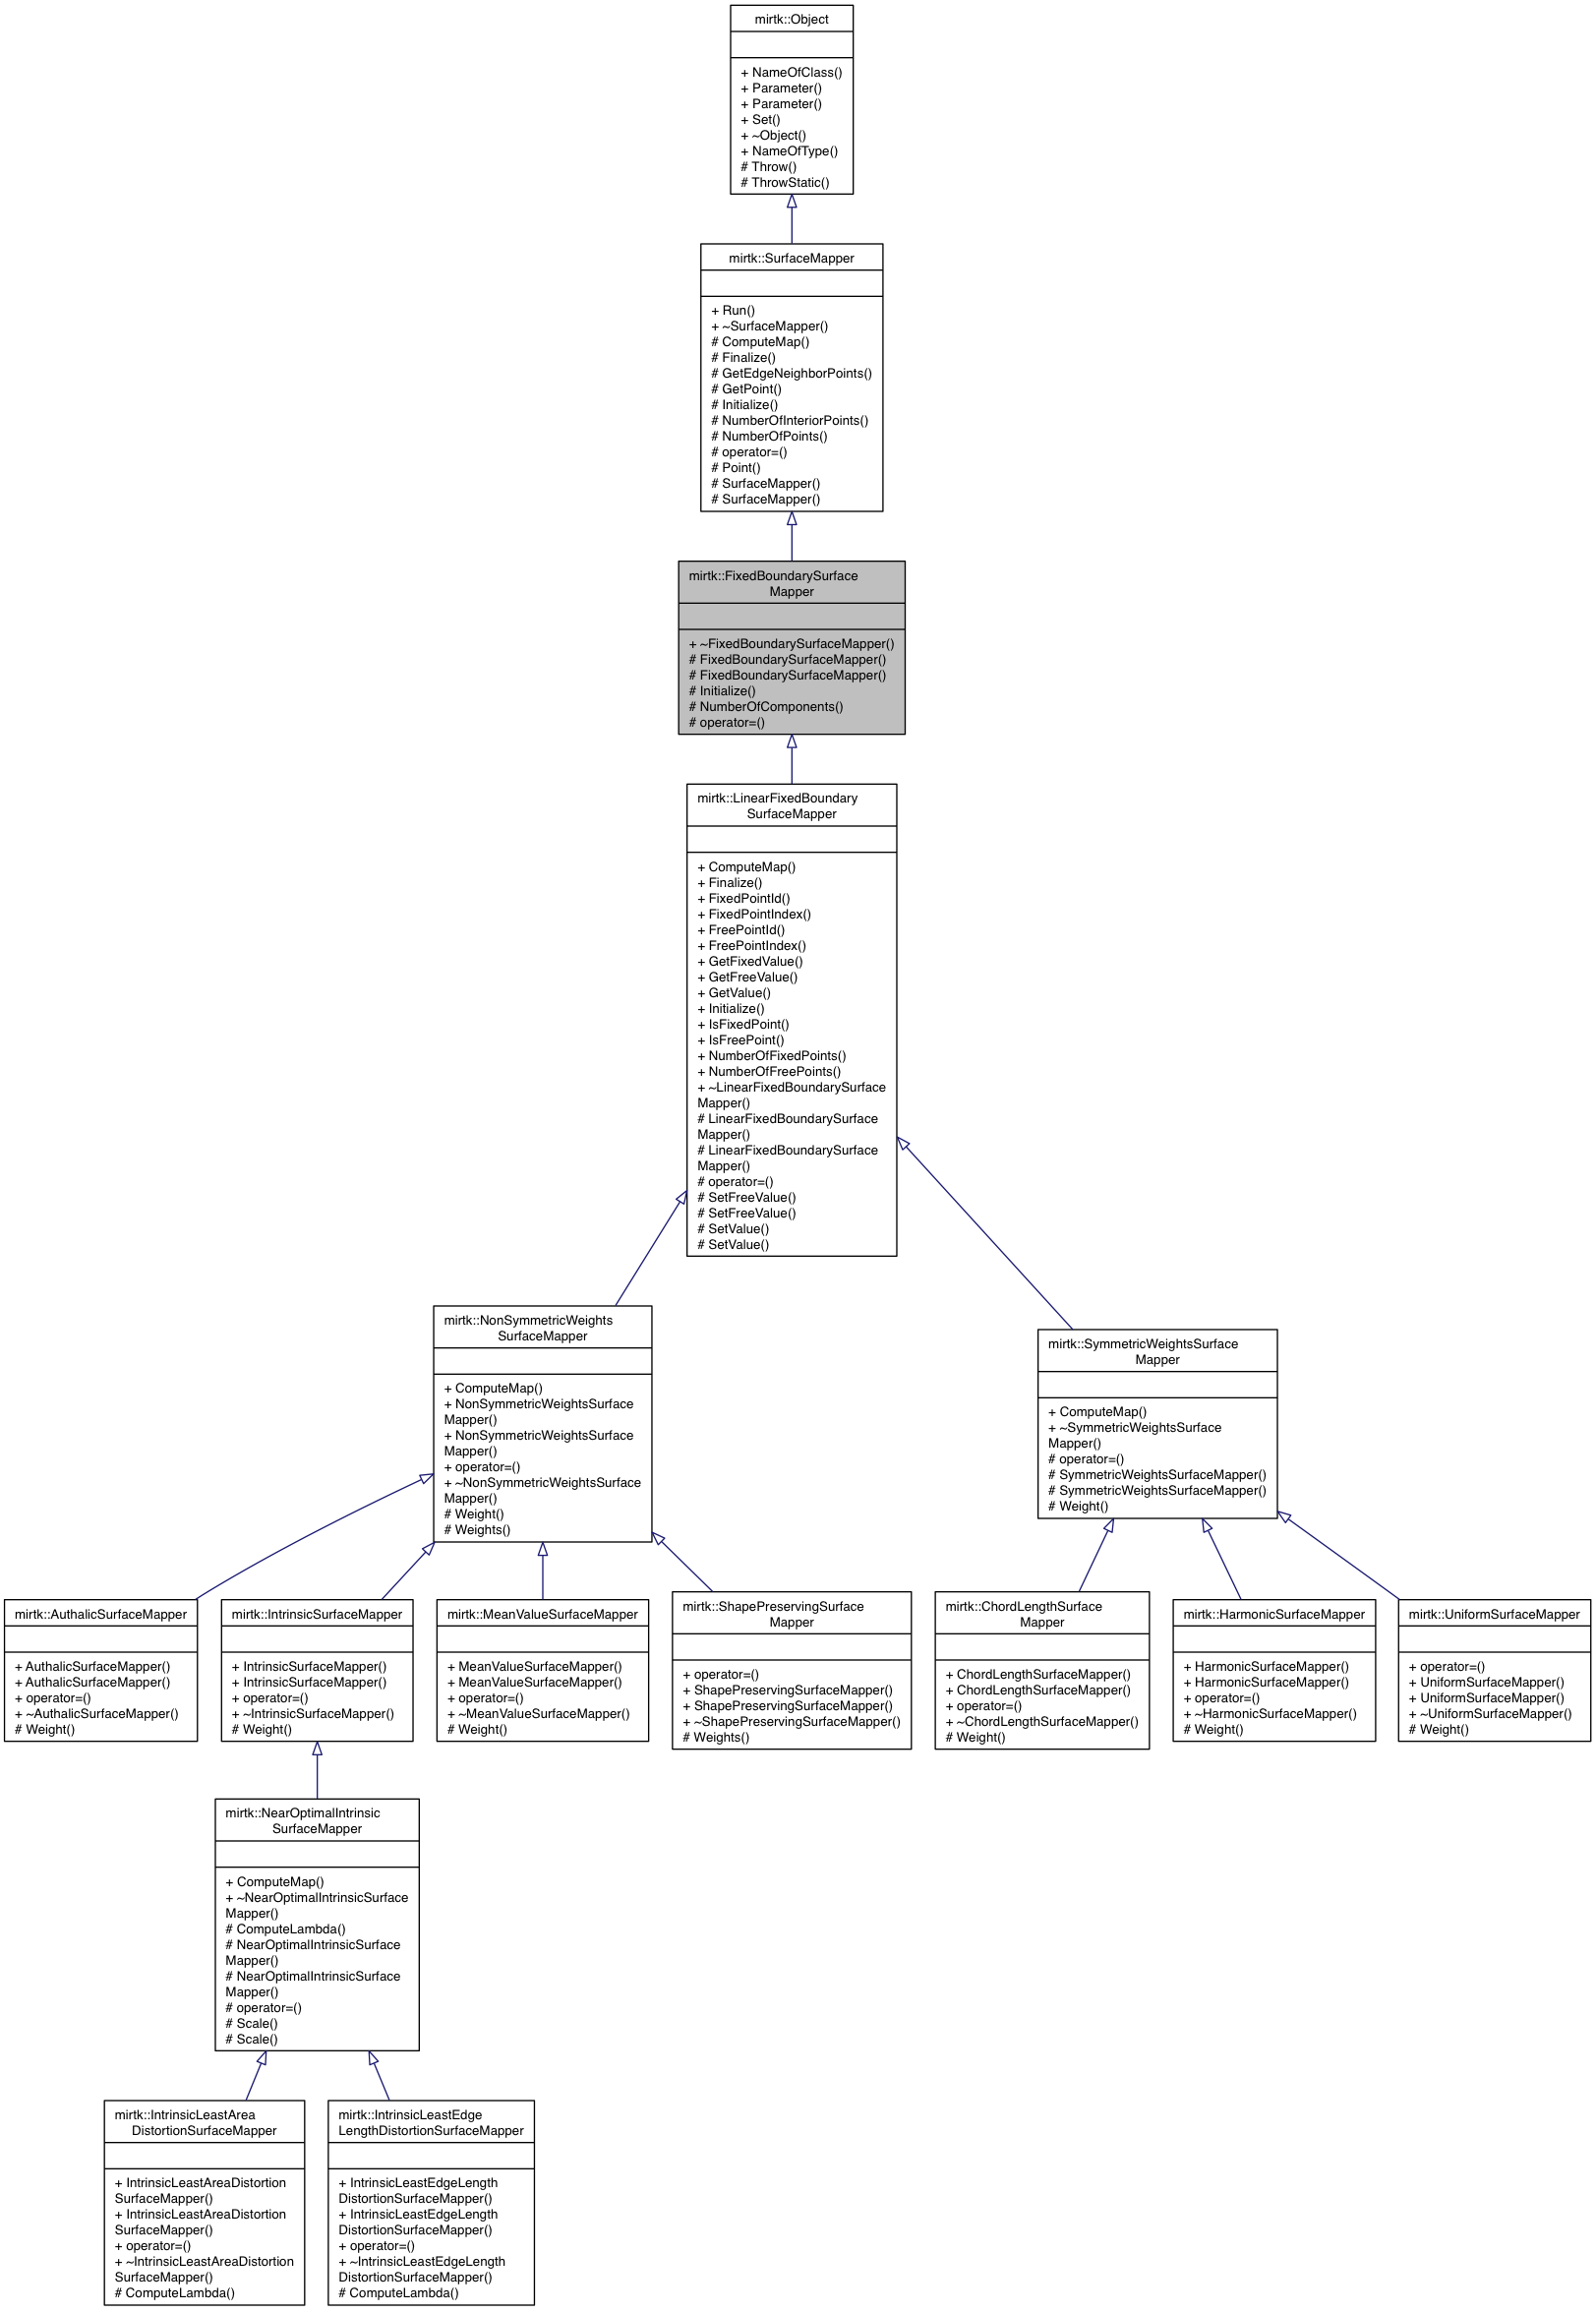 mirtk::Object
+ NameOfClass()
+ Parameter()
+ Parameter()
+ Set()
+ ~Object()
+ NameOfType()
# Throw()
# ThrowStatic()
mirtk::SurfaceMapper
+ Run()
+ ~SurfaceMapper()
# ComputeMap()
# Finalize()
# GetEdgeNeighborPoints()
# GetPoint()
# Initialize()
# NumberOfInteriorPoints()
# NumberOfPoints()
# operator=()
# Point()
# SurfaceMapper()
# SurfaceMapper()
mirtk::FixedBoundarySurface
Mapper
+ ~FixedBoundarySurfaceMapper()
# FixedBoundarySurfaceMapper()
# FixedBoundarySurfaceMapper()
# Initialize()
# NumberOfComponents()
# operator=()
mirtk::LinearFixedBoundary
SurfaceMapper
+ ComputeMap()
+ Finalize()
+ FixedPointId()
+ FixedPointIndex()
+ FreePointId()
+ FreePointIndex()
+ GetFixedValue()
+ GetFreeValue()
+ GetValue()
+ Initialize()
+ IsFixedPoint()
+ IsFreePoint()
+ NumberOfFixedPoints()
+ NumberOfFreePoints()
+ ~LinearFixedBoundarySurface
Mapper()
# LinearFixedBoundarySurface
Mapper()
# LinearFixedBoundarySurface
Mapper()
# operator=()
# SetFreeValue()
# SetFreeValue()
# SetValue()
# SetValue()
mirtk::NonSymmetricWeights
SurfaceMapper
+ ComputeMap()
+ NonSymmetricWeightsSurface
Mapper()
+ NonSymmetricWeightsSurface
Mapper()
+ operator=()
+ ~NonSymmetricWeightsSurface
Mapper()
# Weight()
# Weights()
mirtk::SymmetricWeightsSurface
Mapper
+ ComputeMap()
+ ~SymmetricWeightsSurface
Mapper()
# operator=()
# SymmetricWeightsSurfaceMapper()
# SymmetricWeightsSurfaceMapper()
# Weight()
mirtk::AuthalicSurfaceMapper
+ AuthalicSurfaceMapper()
+ AuthalicSurfaceMapper()
+ operator=()
+ ~AuthalicSurfaceMapper()
# Weight()
mirtk::IntrinsicSurfaceMapper
+ IntrinsicSurfaceMapper()
+ IntrinsicSurfaceMapper()
+ operator=()
+ ~IntrinsicSurfaceMapper()
# Weight()
mirtk::MeanValueSurfaceMapper
+ MeanValueSurfaceMapper()
+ MeanValueSurfaceMapper()
+ operator=()
+ ~MeanValueSurfaceMapper()
# Weight()
mirtk::ShapePreservingSurface
Mapper
+ operator=()
+ ShapePreservingSurfaceMapper()
+ ShapePreservingSurfaceMapper()
+ ~ShapePreservingSurfaceMapper()
# Weights()
mirtk::ChordLengthSurface
Mapper
+ ChordLengthSurfaceMapper()
+ ChordLengthSurfaceMapper()
+ operator=()
+ ~ChordLengthSurfaceMapper()
# Weight()
mirtk::HarmonicSurfaceMapper
+ HarmonicSurfaceMapper()
+ HarmonicSurfaceMapper()
+ operator=()
+ ~HarmonicSurfaceMapper()
# Weight()
mirtk::UniformSurfaceMapper
+ operator=()
+ UniformSurfaceMapper()
+ UniformSurfaceMapper()
+ ~UniformSurfaceMapper()
# Weight()
mirtk::NearOptimalIntrinsic
SurfaceMapper
+ ComputeMap()
+ ~NearOptimalIntrinsicSurface
Mapper()
# ComputeLambda()
# NearOptimalIntrinsicSurface
Mapper()
# NearOptimalIntrinsicSurface
Mapper()
# operator=()
# Scale()
# Scale()
mirtk::IntrinsicLeastArea
DistortionSurfaceMapper
+ IntrinsicLeastAreaDistortion
SurfaceMapper()
+ IntrinsicLeastAreaDistortion
SurfaceMapper()
+ operator=()
+ ~IntrinsicLeastAreaDistortion
SurfaceMapper()
# ComputeLambda()
mirtk::IntrinsicLeastEdge
LengthDistortionSurfaceMapper
+ IntrinsicLeastEdgeLength
DistortionSurfaceMapper()
+ IntrinsicLeastEdgeLength
DistortionSurfaceMapper()
+ operator=()
+ ~IntrinsicLeastEdgeLength
DistortionSurfaceMapper()
# ComputeLambda()